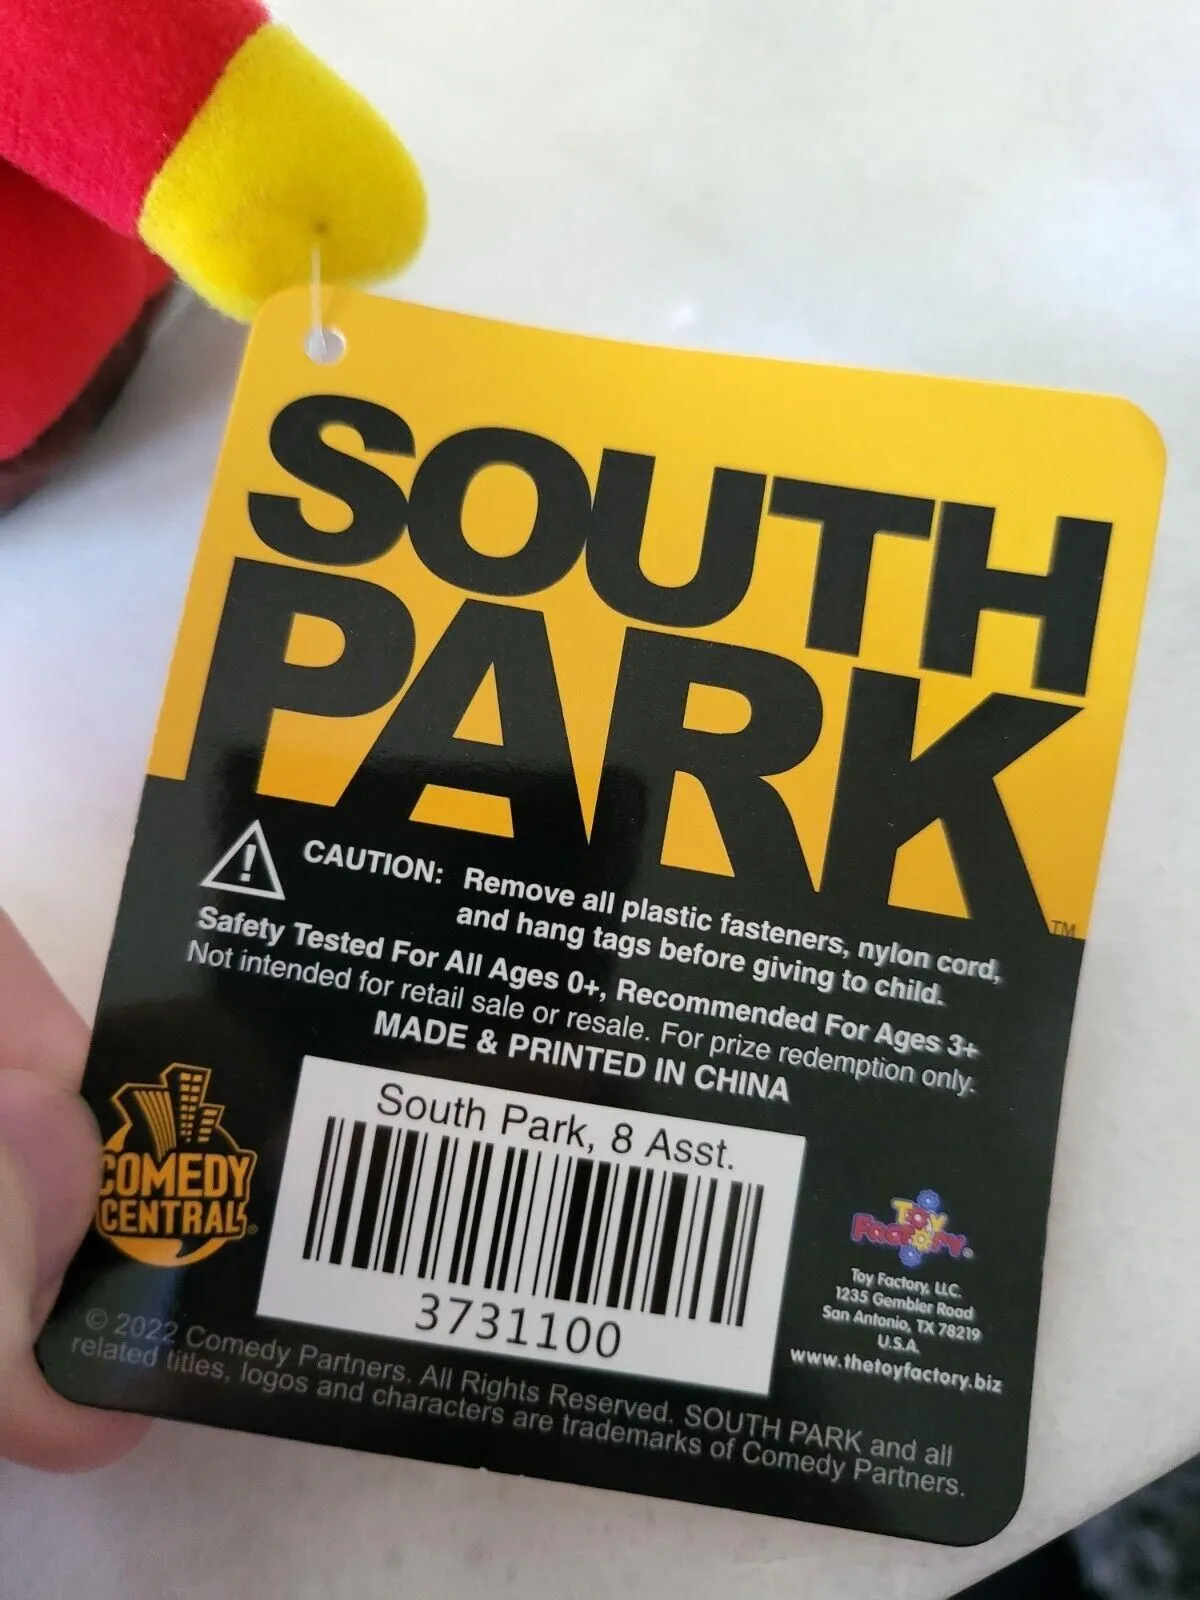 SOUTH
PARK
TM
!
CAUTION: Remove all plastic fasteners, nylon cord,
and hang tags before giving to child.
Safety Tested For All Ages 0+, Recommended For Ages 3+
Not intended for retail sale or resale. For prize redemption only.
MADE & PRINTED IN CHINA
COMEDY
CENTRAL®
South Park, 8 Asst.
3731100
TOY
FACTORY®
Toy Factory, LLC.
1235 Gembler Road
San Antonio, TX 78219
U.S.A.
www.thetoyfactory.biz
© 2022 Comedy Partners. All Rights Reserved. SOUTH PARK and all
related titles, logos and characters are trademarks of Comedy Partners.